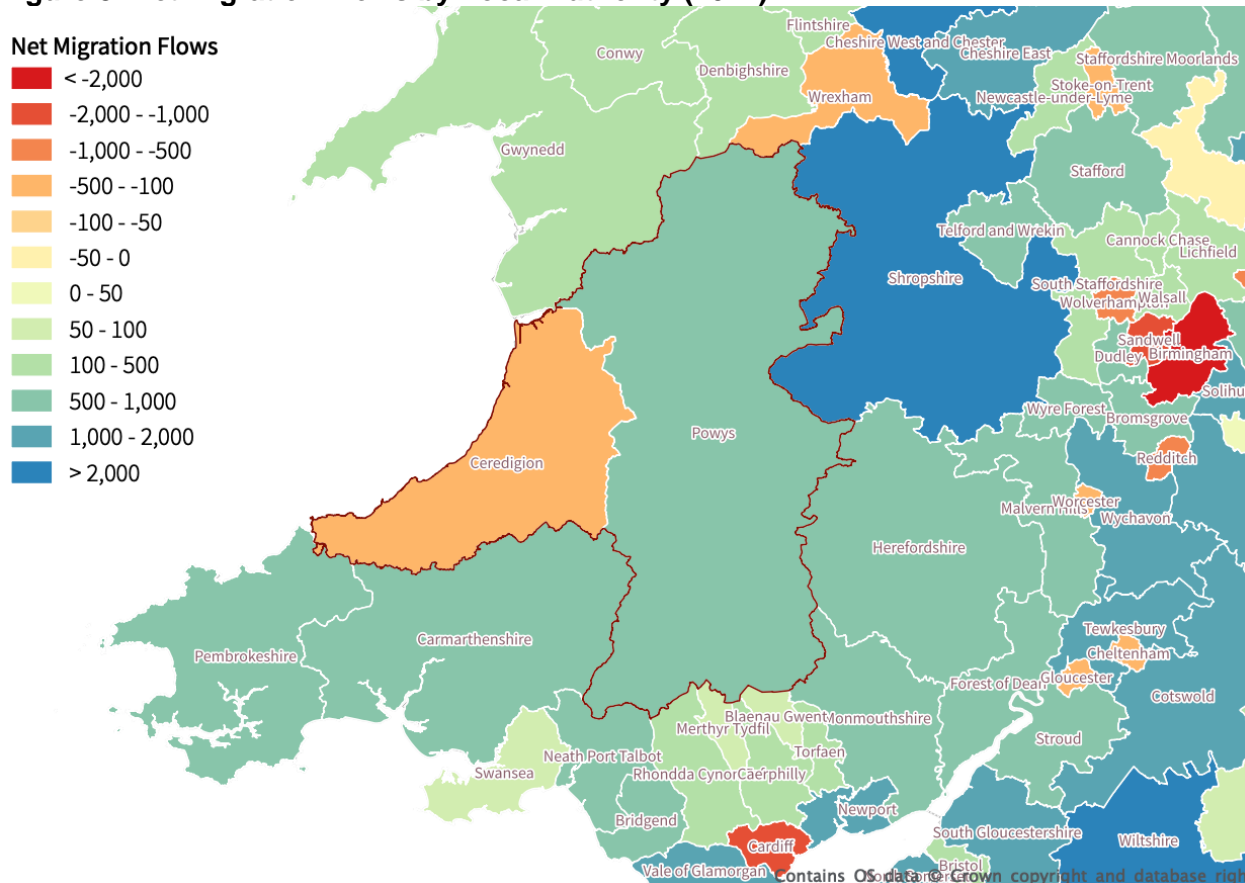 Net Migration Flows
< -2,000
-2,000 - -1,000
-1,000 - -500
-500 - -100
-100 - -50
-50 - 0
0 - 50
50 - 100
100 - 500
500 - 1,000
1,000 - 2,000
> 2,000
Flintshire
Conwy
Denbighshire
Cheshire West and Chester
Cheshire East
Staffordshire Moorlands
Stoke-on-Trent
Newcastle-under-Lyme
Wrexham
Gwynedd
Stafford
Telford and Wrekin
Cannock Chase
Lichfield
Shropshire
South Staffordshire
Walsall
Wolverhampton
Sandwell
Dudley
Birmingham
Solihu
Wyre Forest
Bromsgrove
Powys
Ceredigion
Redditch
Worcester
Malvern Hills
Wychavon
Herefordshire
Carmarthenshire
Pembrokeshire
Tewkesbury
Cheltenham
Gloucester
Forest of Dean
Cotswold
Blaenau Gwent
Monmouthshire
Merthyr Tydfil
Stroud
Torfaen
Neath Port Talbot
Swansea
Rhondda Cynon
Caerphilly
Newport
Bridgend
South Gloucestershire
Wiltshire
Cardiff
Vale of Glamorgan
Bristol
Contains OS data © Crown copyright and database righ